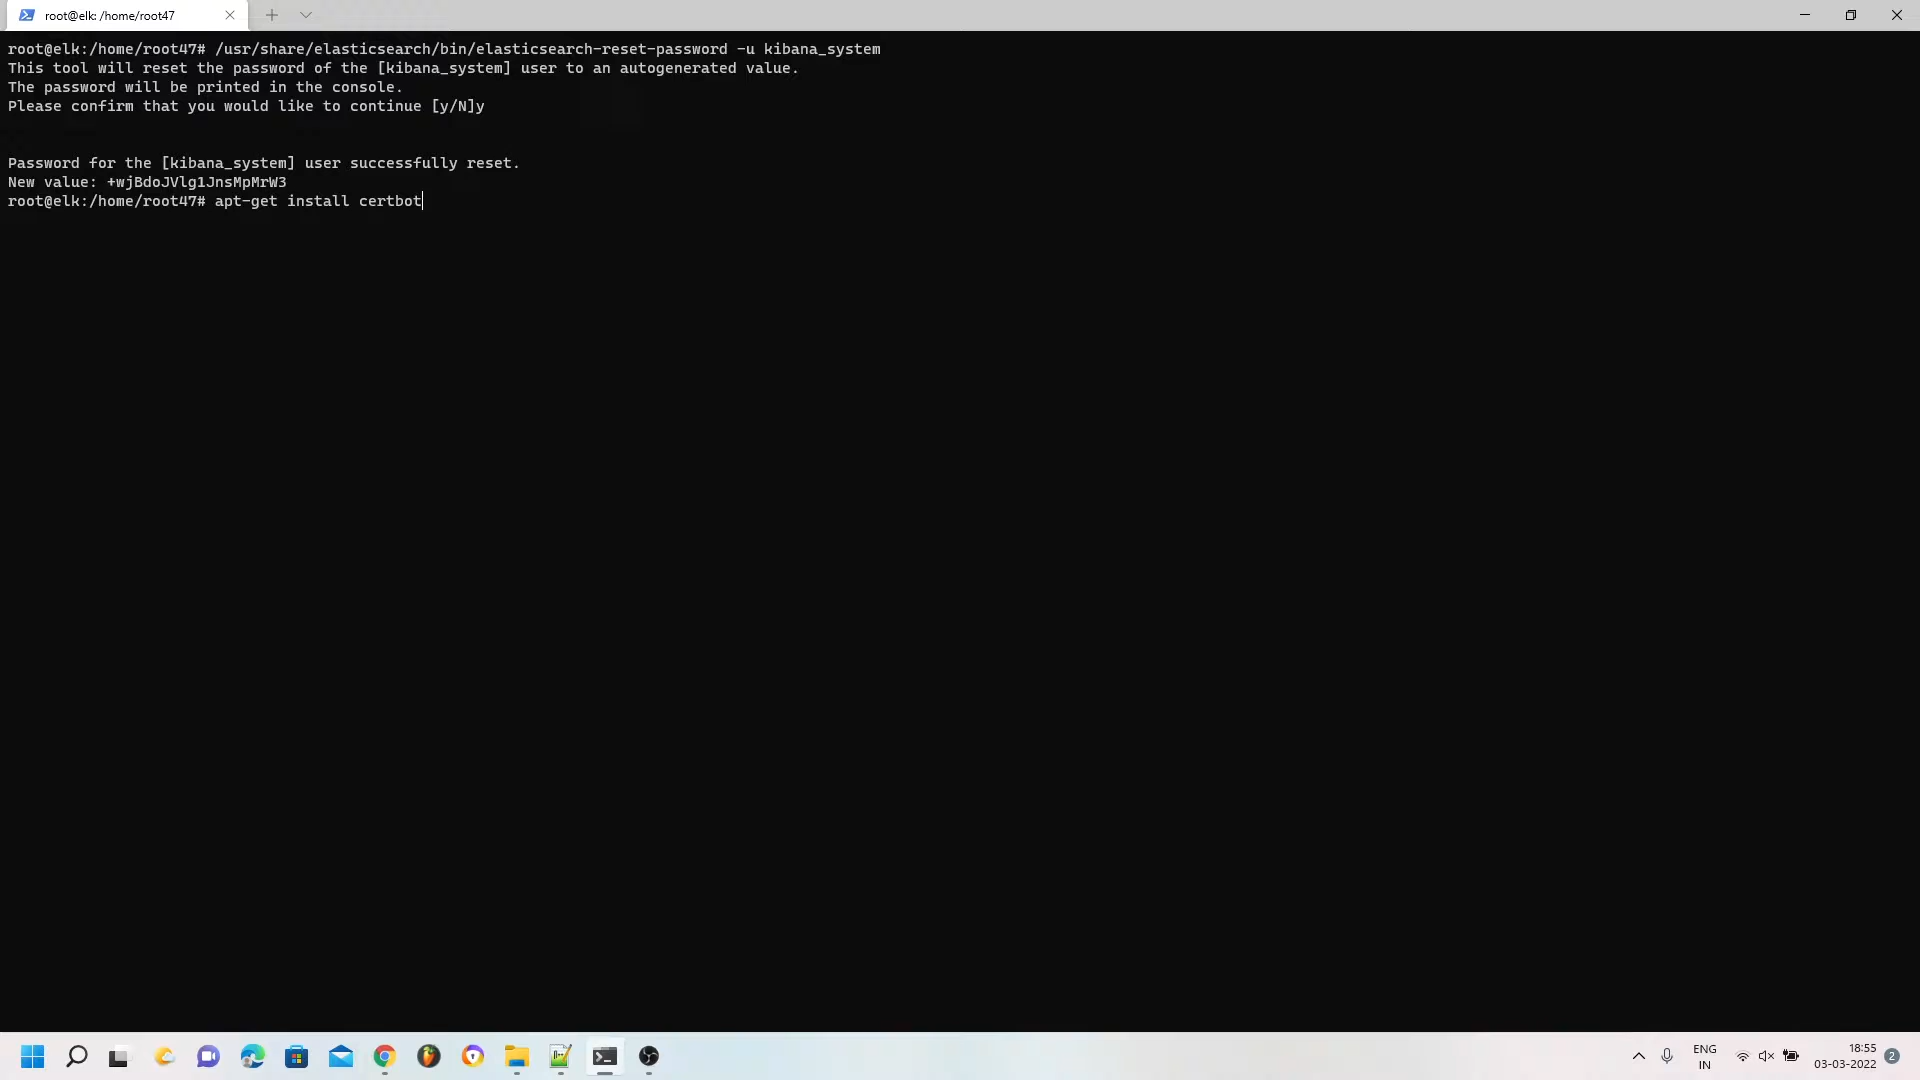 root@elk: /home/root47
root@elk:/home/root47# /usr/share/elasticsearch/bin/elasticsearch-reset-password -u kibana_system
This tool will reset the password of the [kibana_system] user to an autogenerated value.
The password will be printed in the console.
Please confirm that you would like to continue [y/N]y
Password for the [kibana_system] user successfully reset.
New value: +wjBdoJVlg1JnsMpMrW3
root@elk:/home/root47# apt-get install certbot
ENG
IN
18:55
03-03-2022
2